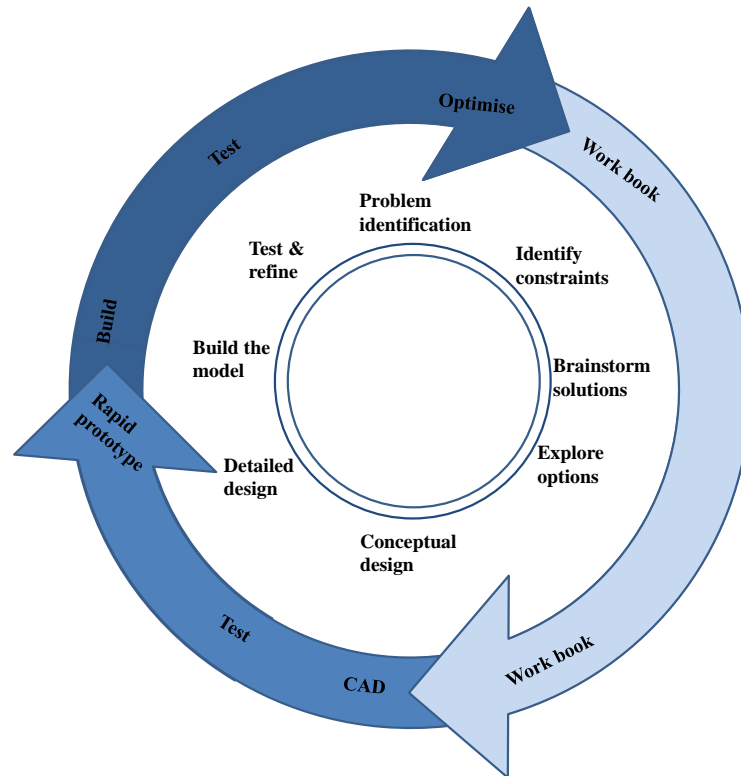 Optimise
Work book
Test
Problem
identification
Test &
refine
Identify
constraints
Build
Build the
model
Brainstorm
solutions
Rapid
prototype
Detailed
design
Explore
options
Conceptual
design
Test
CAD
Work book